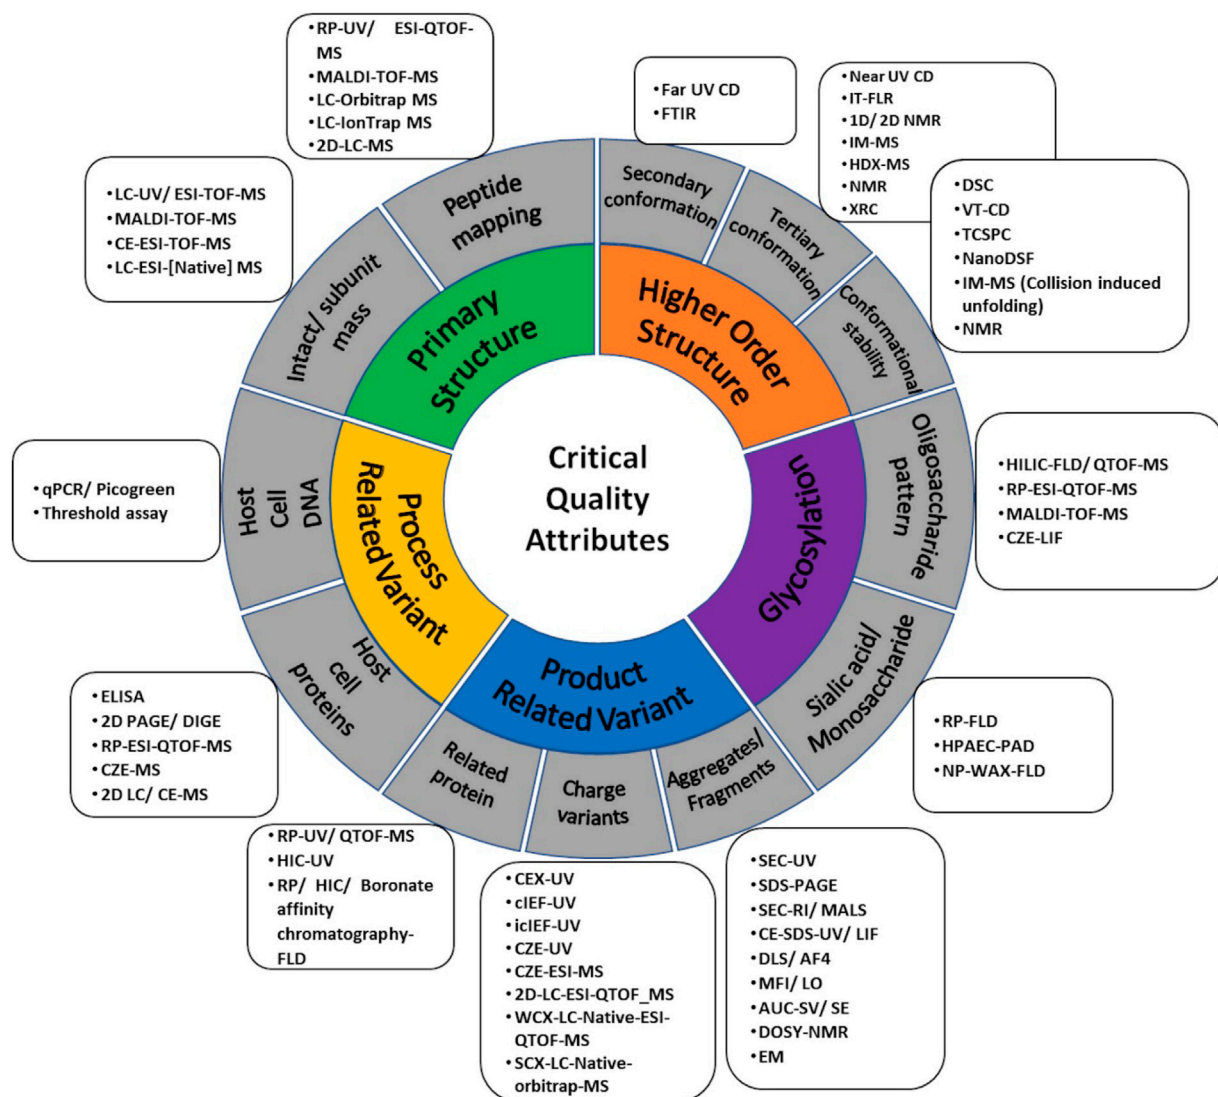 • RP-UV/ ESI-QTOF-
MS
• MALDI-TOF-MS
• LC-Orbitrap MS
• LC-IonTrap MS
• 2D-LC-MS
• Far UV CD
• FTIR
• Near UV CD
• IT-FLR
• 1D/ 2D NMR
• IM-MS
• HDX-MS
• NMR
• XRC
• DSC
• VT-CD
• TCSPC
• NanoDSF
• IM-MS (Collision induced
unfolding)
• NMR
• LC-UV/ ESI-TOF-MS
• MALDI-TOF-MS
• CE-ESI-TOF-MS
• LC-ESI-[Native] MS
Peptide
mapping
Secondary
conformation
Tertiary
conformation
Conformational
stability
Intact/ subunit
mass
Primary
Structure
Higher Order
Structure
Critical
Quality
Attributes
Host
Cell
DNA
Process
Related Variant
Glycosylation
Oligosaccharide
pattern
• qPCR/ Picogreen
• Threshold assay
• HILIC-FLD/ QTOF-MS
• RP-ESI-QTOF-MS
• MALDI-TOF-MS
• CZE-LIF
Host
cell
proteins
Product
Related Variant
Sialic acid/
Monosaccharide
Related
protein
Charge
variants
Aggregates/
Fragments
• ELISA
• 2D PAGE/ DIGE
• RP-ESI-QTOF-MS
• CZE-MS
• 2D LC/ CE-MS
• RP-FLD
• HPAEC-PAD
• NP-WAX-FLD
• RP-UV/ QTOF-MS
• HIC-UV
• RP/ HIC/ Boronate
affinity
chromatography-
FLD
• CEX-UV
• cIEF-UV
• icIEF-UV
• CZE-UV
• CZE-ESI-MS
• 2D-LC-ESI-QTOF_MS
• WCX-LC-Native-ESI-
QTOF-MS
• SCX-LC-Native-
orbitrap-MS
• SEC-UV
• SDS-PAGE
• SEC-RI/ MALS
• CE-SDS-UV/ LIF
• DLS/ AF4
• MFI/ LO
• AUC-SV/ SE
• DOSY-NMR
• EM